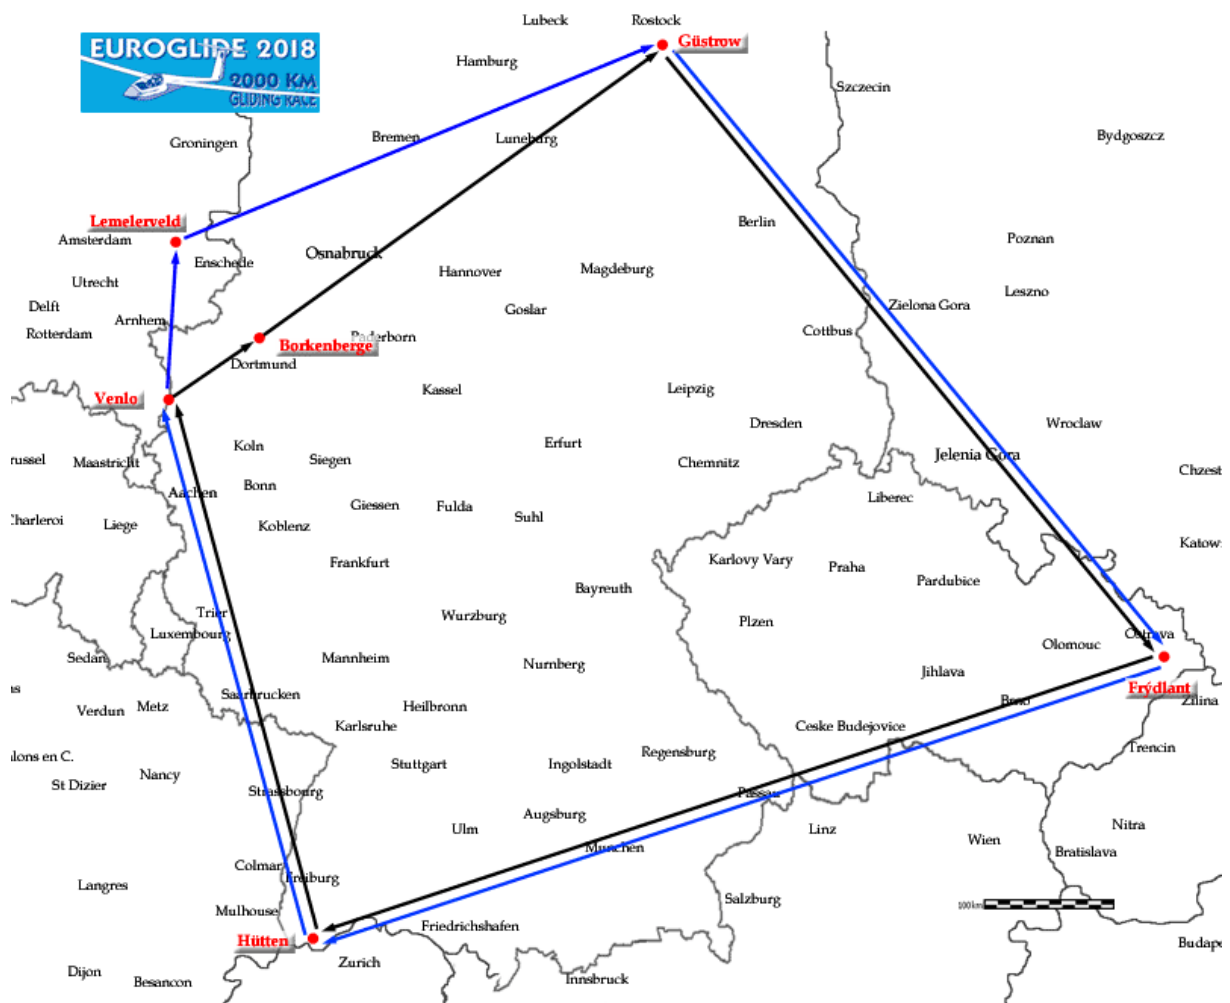 Lubeck
Rostock
Güstrow
EUROGLIDE 2018
2000 KM
GLIDING RACE
Hamburg
Szczecin
Groningen
Bremen
Luneburg
Bydgoszcz
Lemelerveld
Amsterdam
Berlin
Poznan
Enschede
Osnabruck
Hannover
Magdeburg
Utrecht
Leszno
Delft
Arnhem
Goslar
Zielona Gora
Rotterdam
Paderborn
Borkenberge
Cottbus
Dortmund
Venlo
Kassel
Leipzig
Dresden
Wroclaw
Koln
Erfurt
Jelenia Gora
russel
Maastricht
Siegen
Chemnitz
Chzest
Aachen
Bonn
Liberec
Giessen
Fulda
Suhl
Charleroi
Liege
Koblenz
Katow
Frankfurt
Karlovy Vary
Praha
Pardubice
Bayreuth
Trier
Wurzburg
Plzen
Luxembourg
Ostrava
Olomouc
Sedan
Mannheim
Nurnberg
Jihlava
Frýdlant
Saarbrucken
Verdun
Metz
Heilbronn
Brno
Zilina
Karlsruhe
Ceske Budejovice
alons en C.
Stuttgart
Ingolstadt
Regensburg
Trencin
St Dizier
Nancy
Strassbourg
Passau
Ulm
Augsburg
Linz
Nitra
Wien
Munchen
Bratislava
Colmar
Freiburg
Langres
Salzburg
100 km
Mulhouse
Friedrichshafen
Hütten
Zurich
Budape
Dijon
Besancon
Innsbruck